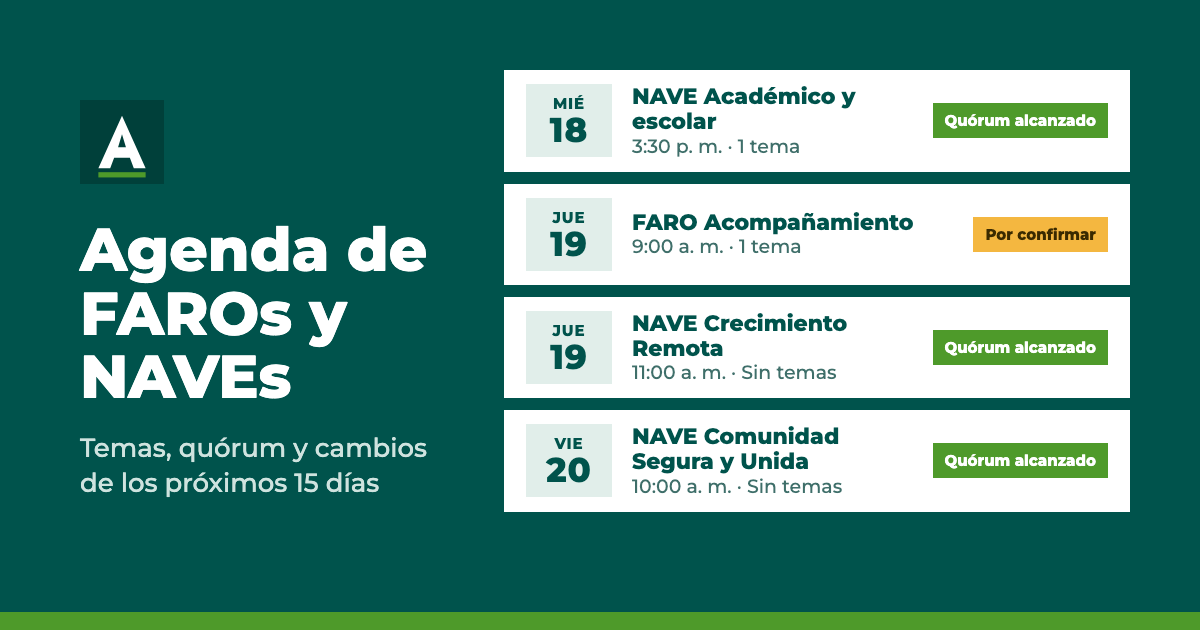 A
Agenda de
FAROs y
NAVEs
Temas, quórum y cambios
de los próximos 15 días
MIÉ
18
NAVE Académico y
escolar
3:30 p. m. · 1 tema
Quórum alcanzado
JUE
19
FARO Acompañamiento
9:00 a. m. · 1 tema
Por confirmar
JUE
19
NAVE Crecimiento
Remota
11:00 a. m. · Sin temas
Quórum alcanzado
VIE
20
NAVE Comunidad
Segura y Unida
10:00 a. m. · Sin temas
Quórum alcanzado